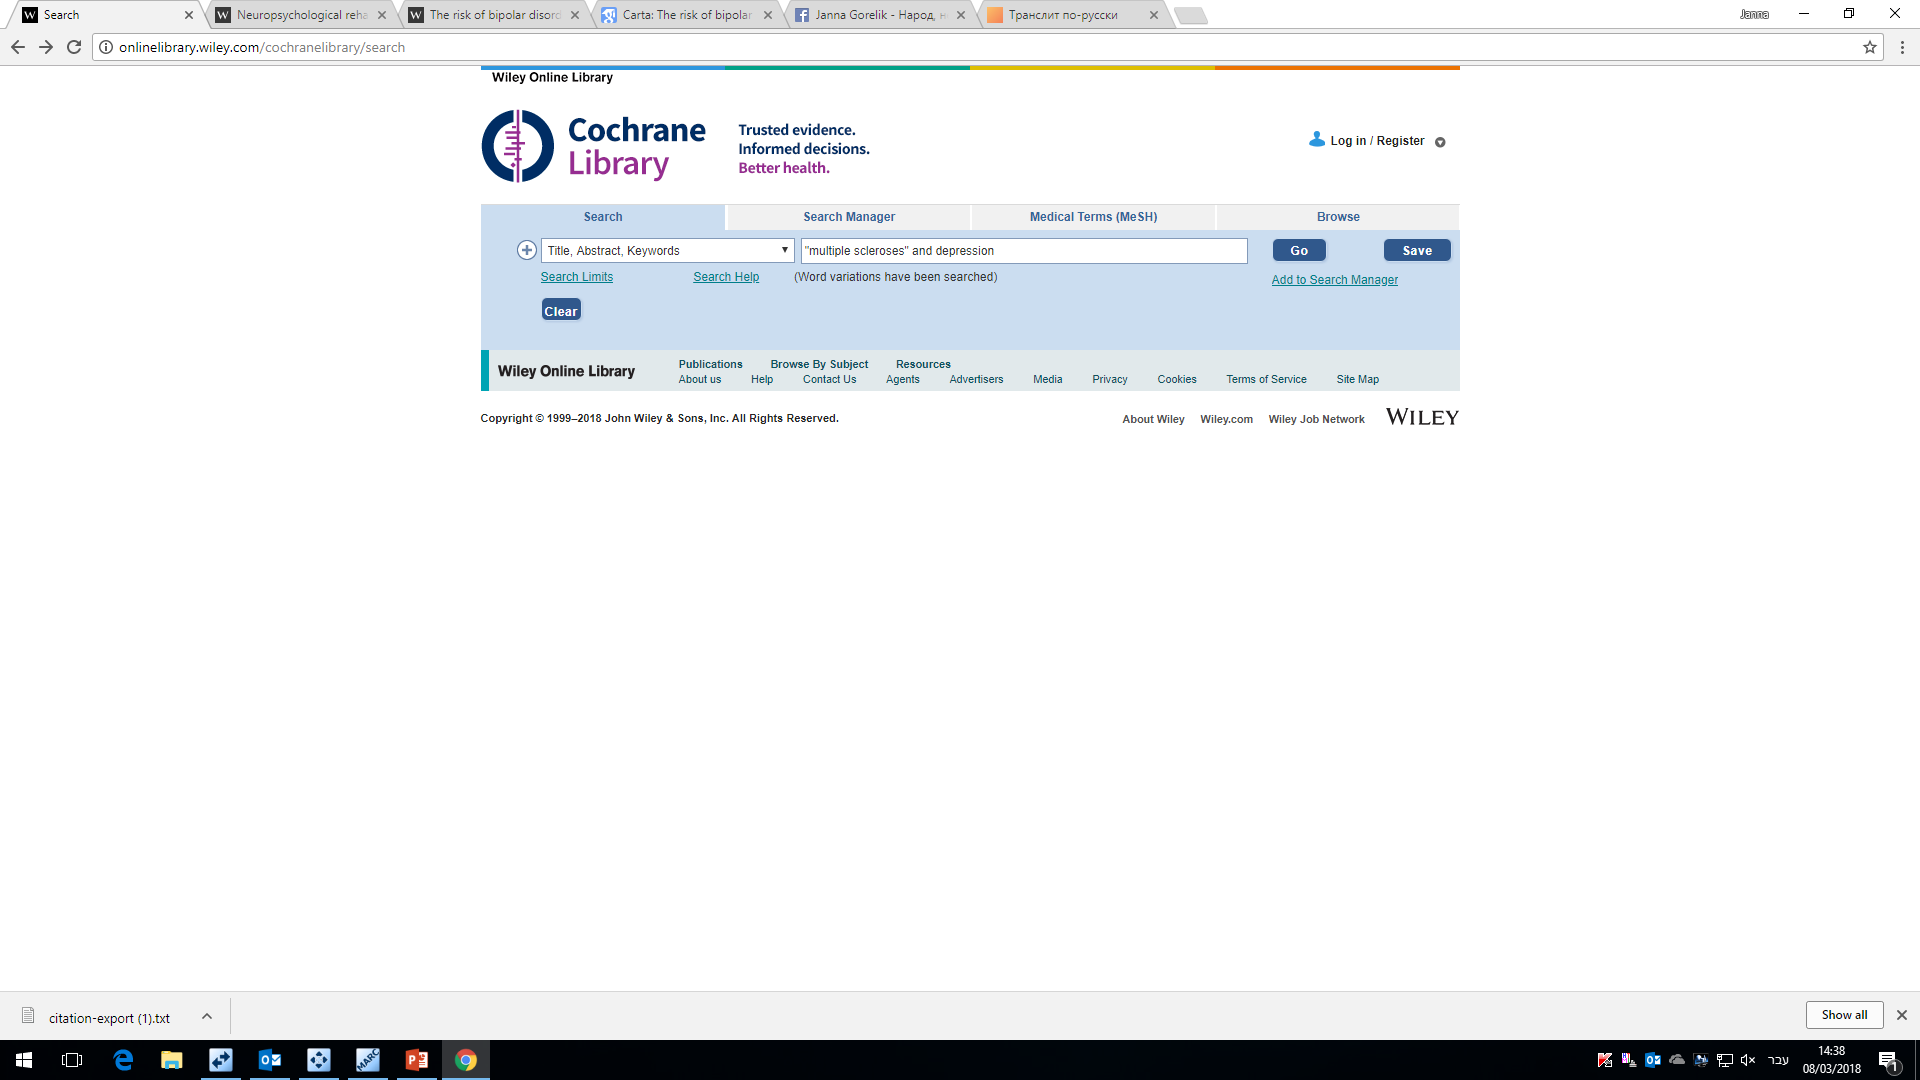 Search
Neuropsychological reha
The risk of bipolar disord
Carta: The risk of bipolar
Janna Gorelik - Народ, н
Транслит по-русски
Janna
onlinelibrary.wiley.com/cochranelibrary/search
Wiley Online Library
Cochrane
Library
Trusted evidence.
Informed decisions.
Better health.
Log in / Register
Search
Search Manager
Medical Terms (MeSH)
Browse
Title, Abstract, Keywords
"multiple scleroses" and depression
Go
Save
Search Limits
Search Help
(Word variations have been searched)
Add to Search Manager
Clear
Wiley Online Library
Publications
Browse By Subject
Resources
About us
Help
Contact Us
Agents
Advertisers
Media
Privacy
Cookies
Terms of Service
Site Map
Copyright © 1999–2018 John Wiley & Sons, Inc. All Rights Reserved.
About Wiley
Wiley.com
Wiley Job Network
WILEY
citation-export (1).txt
Show all
MARC
עבר
14:38
08/03/2018
1